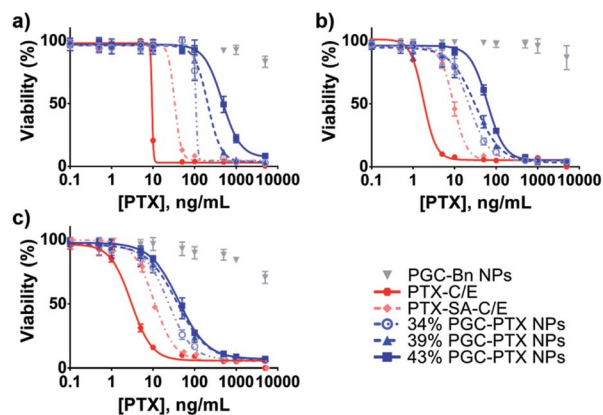 a)
100
50
0
Viability (%)
0.1 1 10 100 1000 10000
[PTX], ng/mL
b)
100
50
0
Viability (%)
0.1 1 10 100 1000 10000
[PTX], ng/mL
c)
100
50
0
Viability (%)
0.1 1 10 100 1000 10000
[PTX], ng/mL
PGC-Bn NPs
PTX-C/E
PTX-SA-C/E
34% PGC-PTX NPs
39% PGC-PTX NPs
43% PGC-PTX NPs